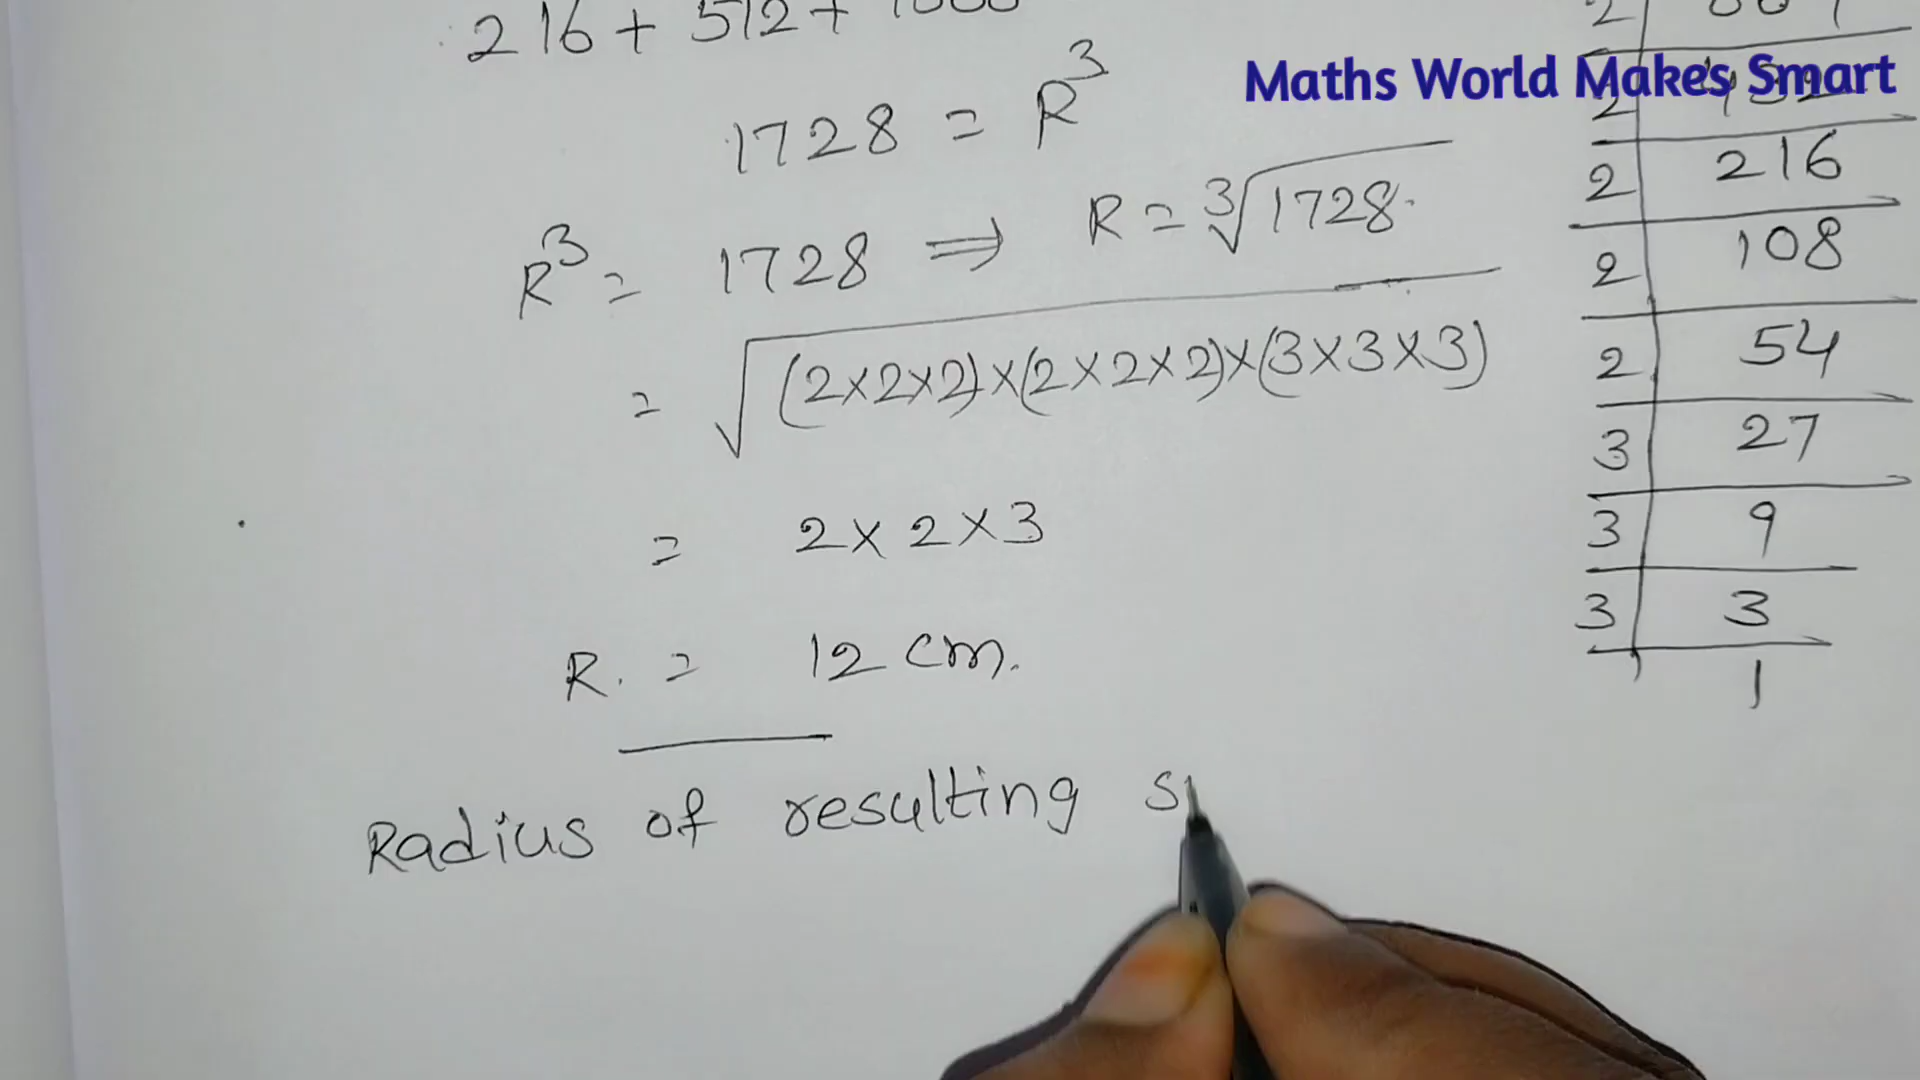 216 + 512 +
Maths World Makes Smart
1728 = R³
R³ = 1728 ⇒ R = ∛1728
= √(2×2×2)×(2×2×2)×(3×3×3)
= 2×2×3
R. = 12 cm.
Radius of resulting s
2
2
2 | 216
2 | 108
2 | 54
3 | 27
3 | 9
3 | 3
1